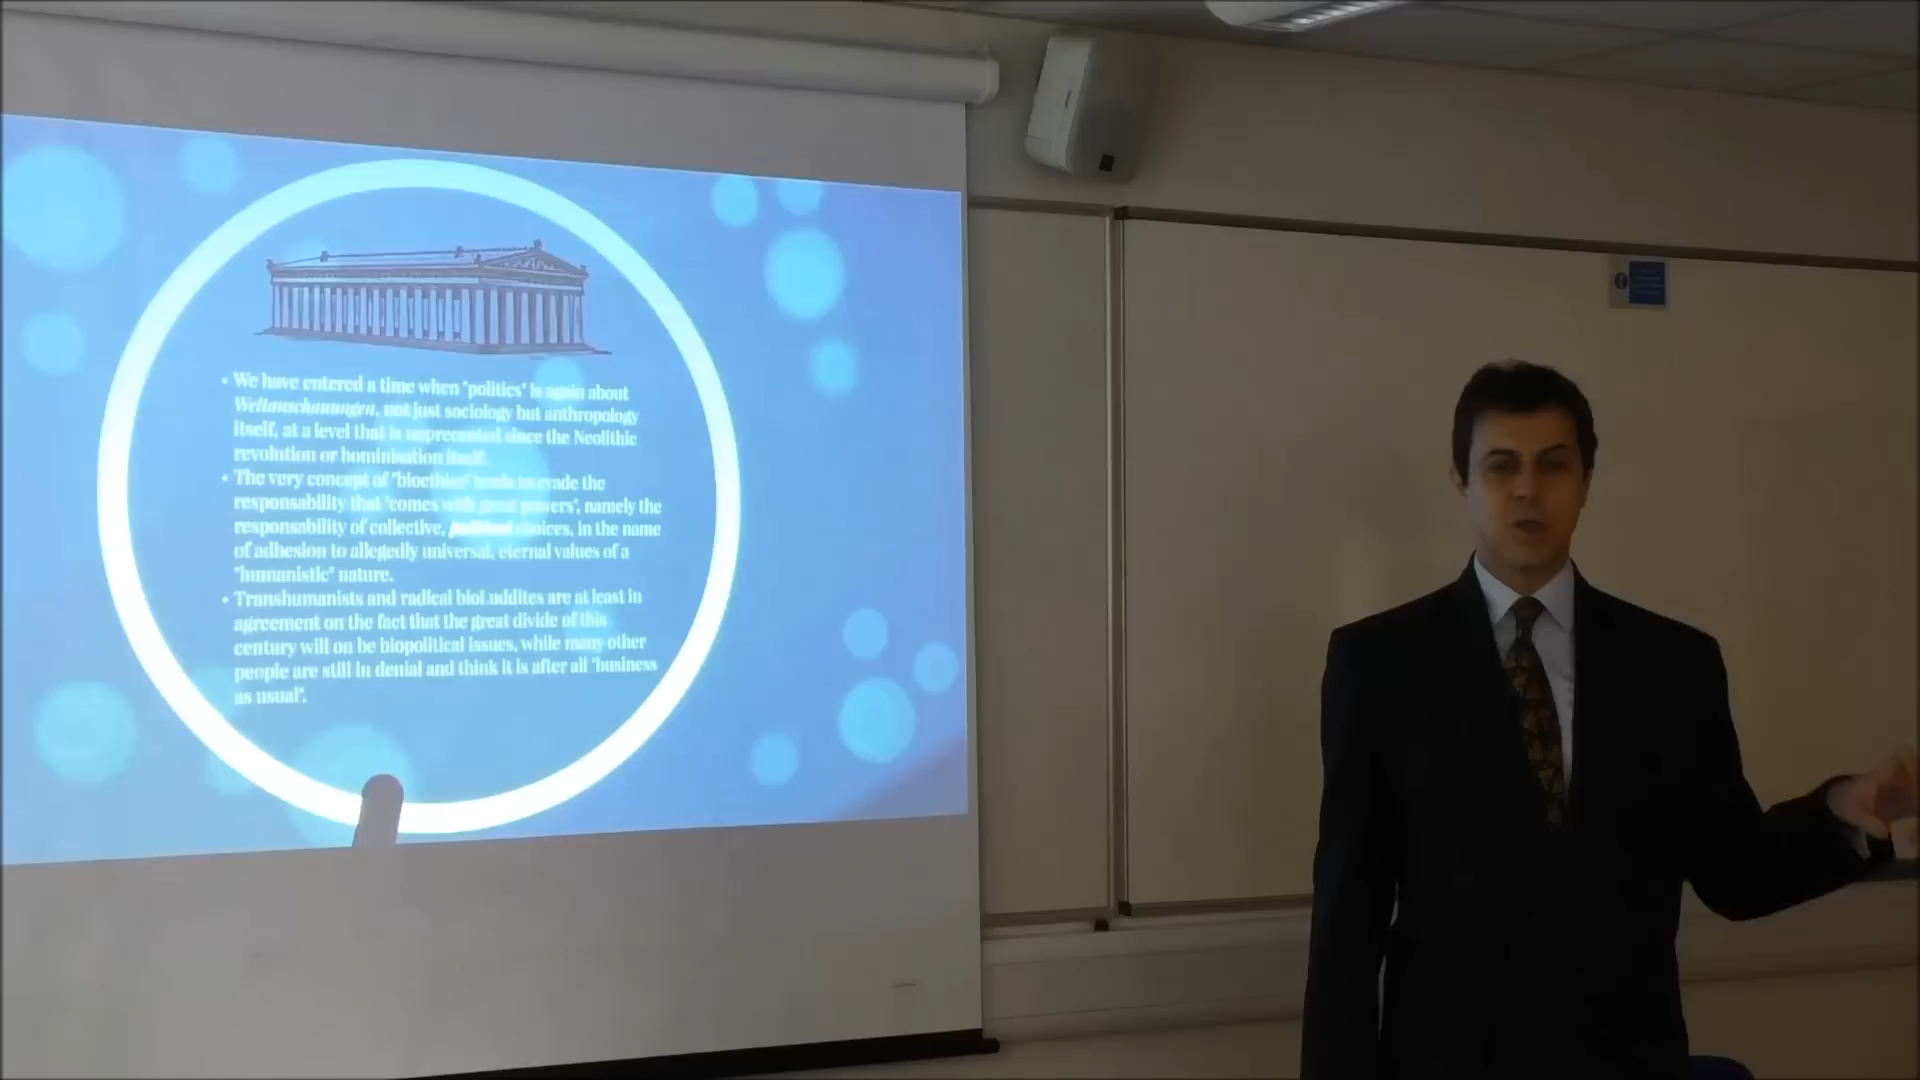 • We have entered a time when "politics" is again about
Weltanschauungen, not just sociology but anthropology
itself, at a level that is unprecented since the Neolithic
revolution or hominisation itself.
• The very concept of "bioethics" tends to evade the
responsability that "comes with great powers", namely the
responsability of collective, political choices, in the name
of adhesion to allegedly universal, eternal values of a
"humanistic" nature.
• Transhumanists and radical bioLuddites are at least in
agreement on the fact that the great divide of this
century will on be biopolitical issues, while many other
people are still in denial and think it is after all "business
as usual".